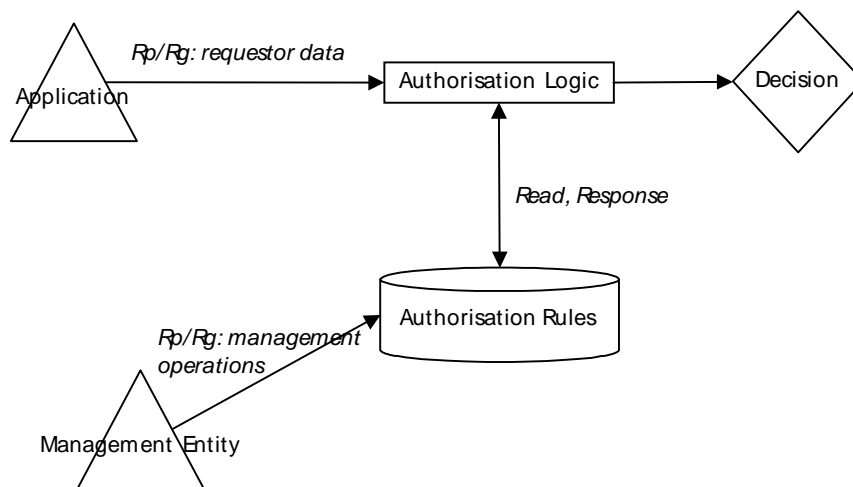 Rp/Rg: requestor data
Application
Authorisation Logic
Decision
Read, Response
Authorisation Rules
Rp/Rg: management
operations
Management Entity